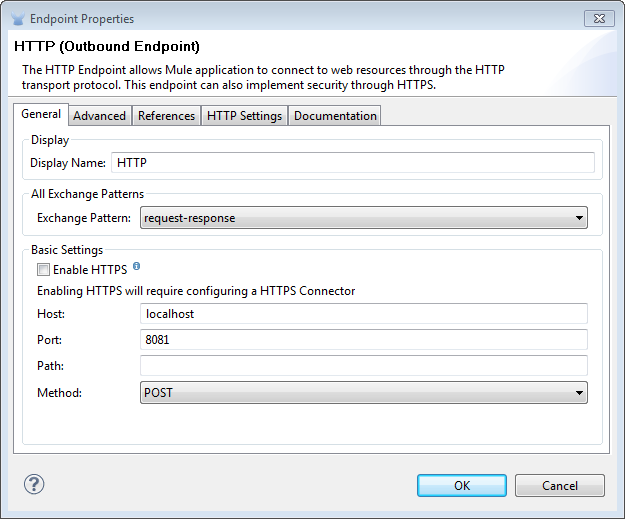 Endpoint Properties
HTTP (Outbound Endpoint)
The HTTP Endpoint allows Mule application to connect to web resources through the HTTP
transport protocol. This endpoint can also implement security through HTTPS.
General Advanced References HTTP Settings Documentation
Display
Display Name: HTTP
All Exchange Patterns
Exchange Pattern: request-response
Basic Settings
Enable HTTPS i
Enabling HTTPS will require configuring a HTTPS Connector
Host: localhost
Port: 8081
Path:
Method: POST
? OK Cancel